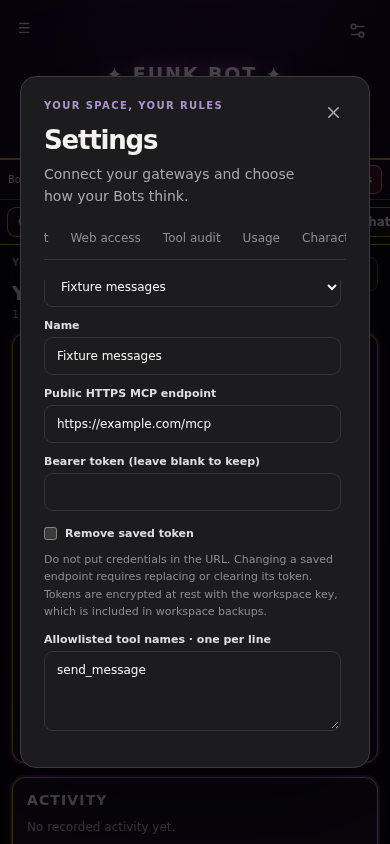 ✦ FUNK BOT ✦
YOUR SPACE, YOUR RULES
Settings
Connect your gateways and choose
how your Bots think.
t Web access Tool audit Usage Charact
Fixture messages
Name
Fixture messages
Public HTTPS MCP endpoint
https://example.com/mcp
Bearer token (leave blank to keep)
Remove saved token
Do not put credentials in the URL. Changing a saved
endpoint requires replacing or clearing its token.
Tokens are encrypted at rest with the workspace key,
which is included in workspace backups.
Allowlisted tool names · one per line
send_message
ACTIVITY
No recorded activity yet.